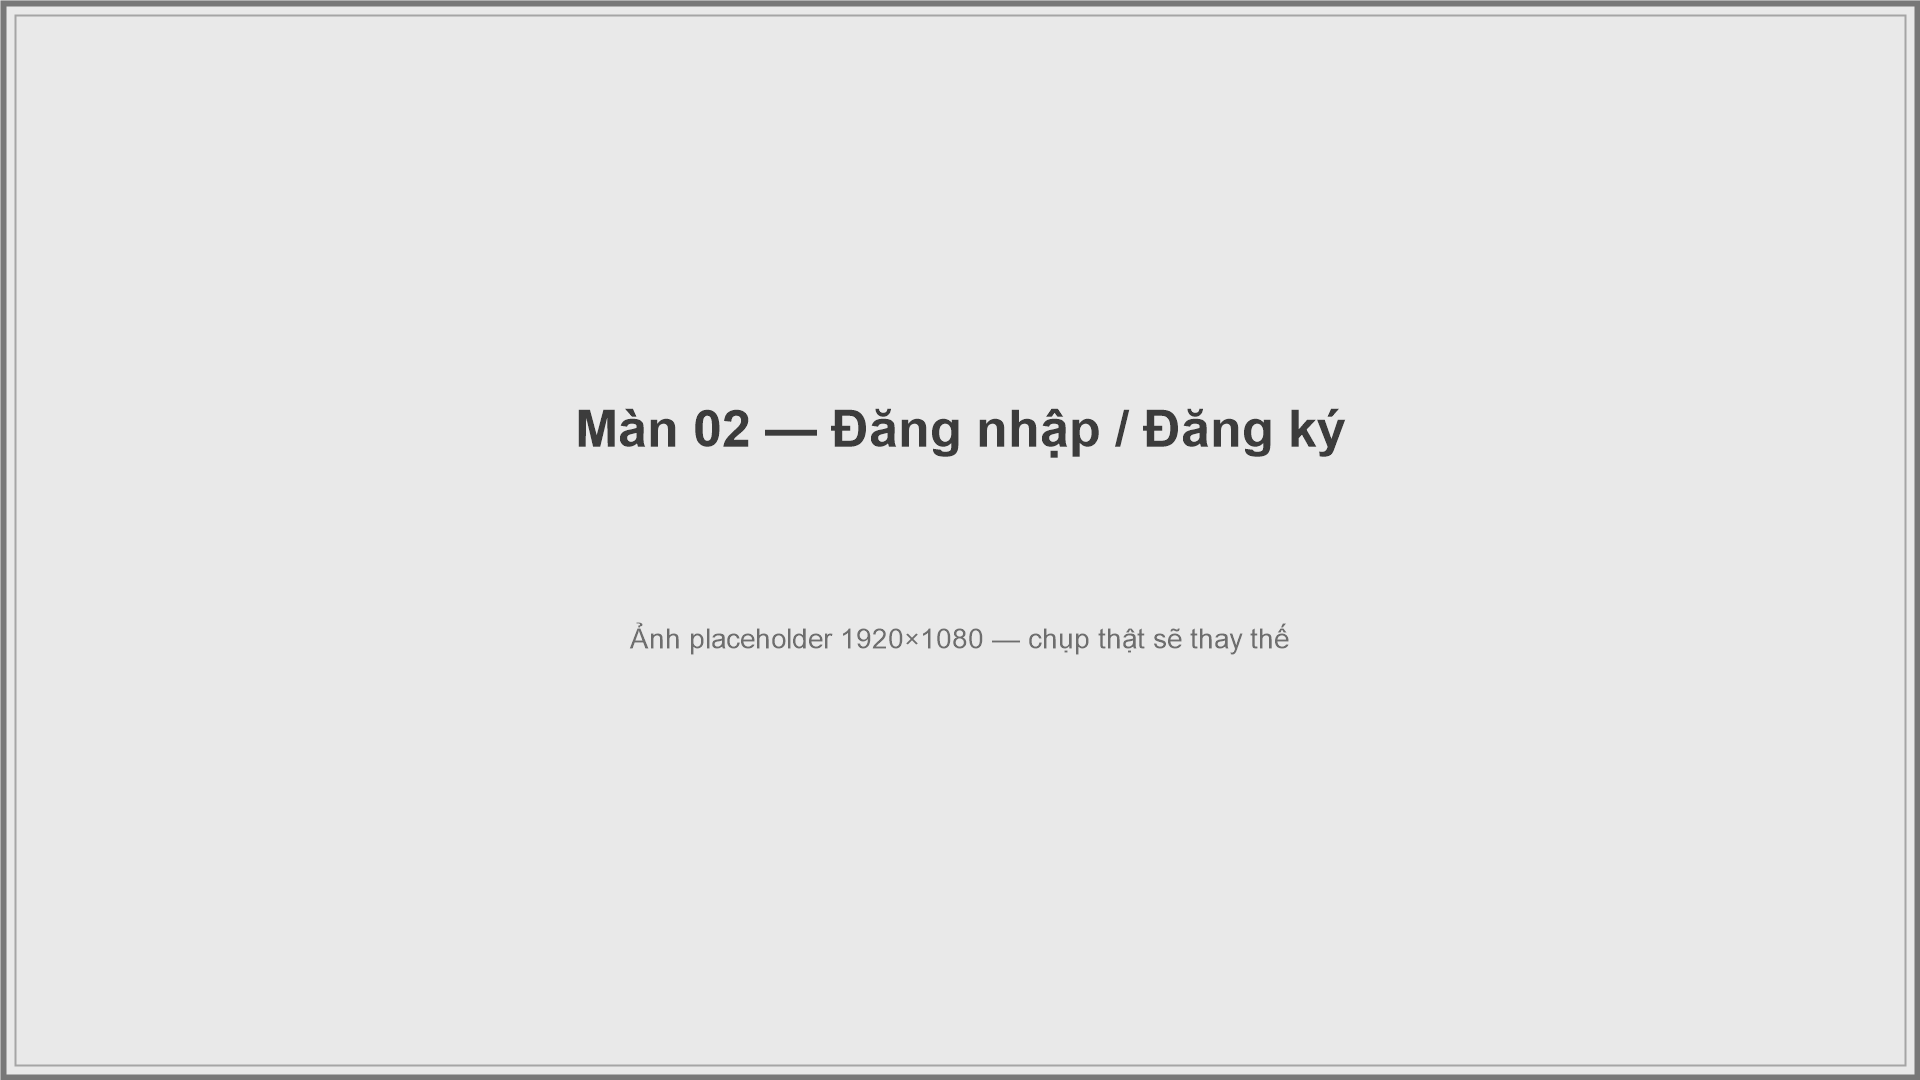 Màn 02 — Đăng nhập / Đăng ký
Ảnh placeholder 1920×1080 — chụp thật sẽ thay thế